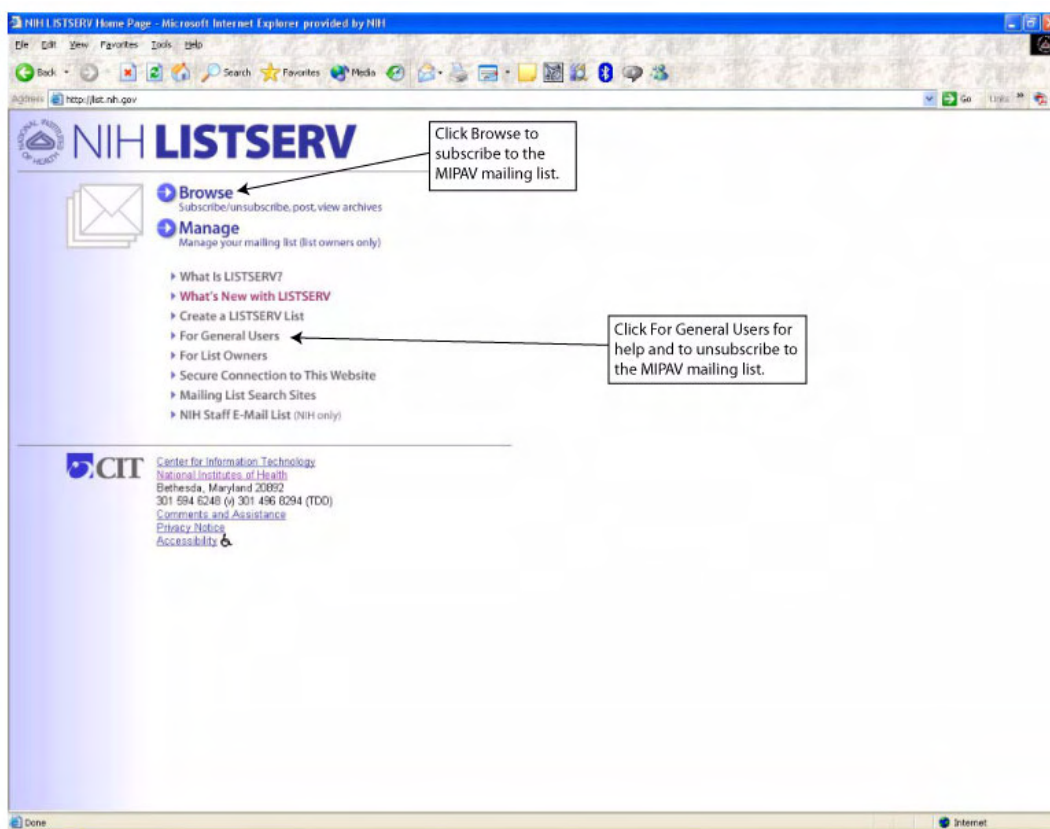 NIH LISTSERV Home Page - Microsoft Internet Explorer provided by NIH
File Edit View Favorites Tools Help
Back Search Favorites Media
Address http://list.nih.gov Go Links »
NATIONAL INSTITUTES OF HEALTH
NIH LISTSERV
Click Browse to
subscribe to the
MIPAV mailing list.
Browse
Subscribe/unsubscribe, post, view archives
Manage
Manage your mailing list (list owners only)
What Is LISTSERV?
What's New with LISTSERV
Create a LISTSERV List
For General Users
For List Owners
Secure Connection to This Website
Mailing List Search Sites
NIH Staff E-Mail List (NIH only)
Click For General Users for
help and to unsubscribe to
the MIPAV mailing list.
CIT
Center for Information Technology
National Institutes of Health
Bethesda, Maryland 20892
301 594 6248 (v) 301 496 8294 (TDD)
Comments and Assistance
Privacy Notice
Accessibility
Done Internet